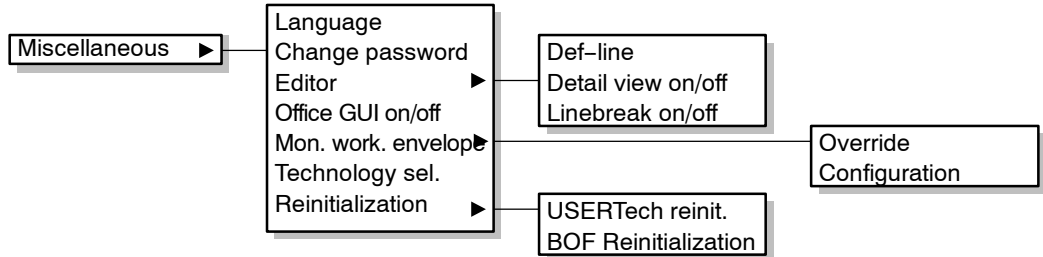 Miscellaneous
Language
Change password
Editor
Office GUI on/off
Mon. work. envelope
Technology sel.
Reinitialization
Def–line
Detail view on/off
Linebreak on/off
Override
Configuration
USERTech reinit.
BOF Reinitialization